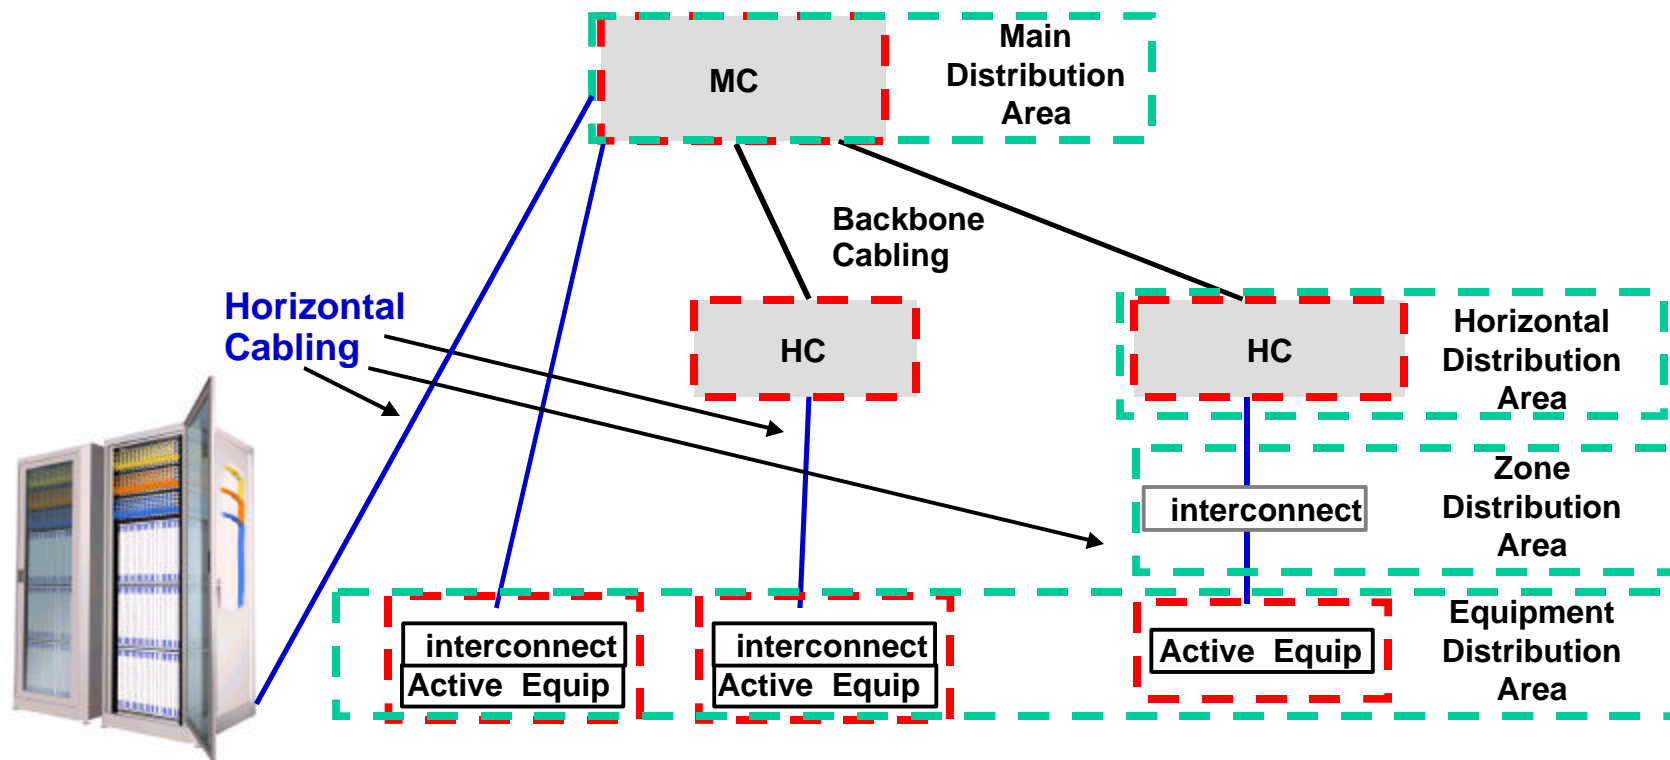 MC
Main
Distribution
Area
Backbone
Cabling
Horizontal
Cabling
HC
HC
Horizontal
Distribution
Area
interconnect
Zone
Distribution
Area
interconnect
Active Equip
interconnect
Active Equip
Active Equip
Equipment
Distribution
Area